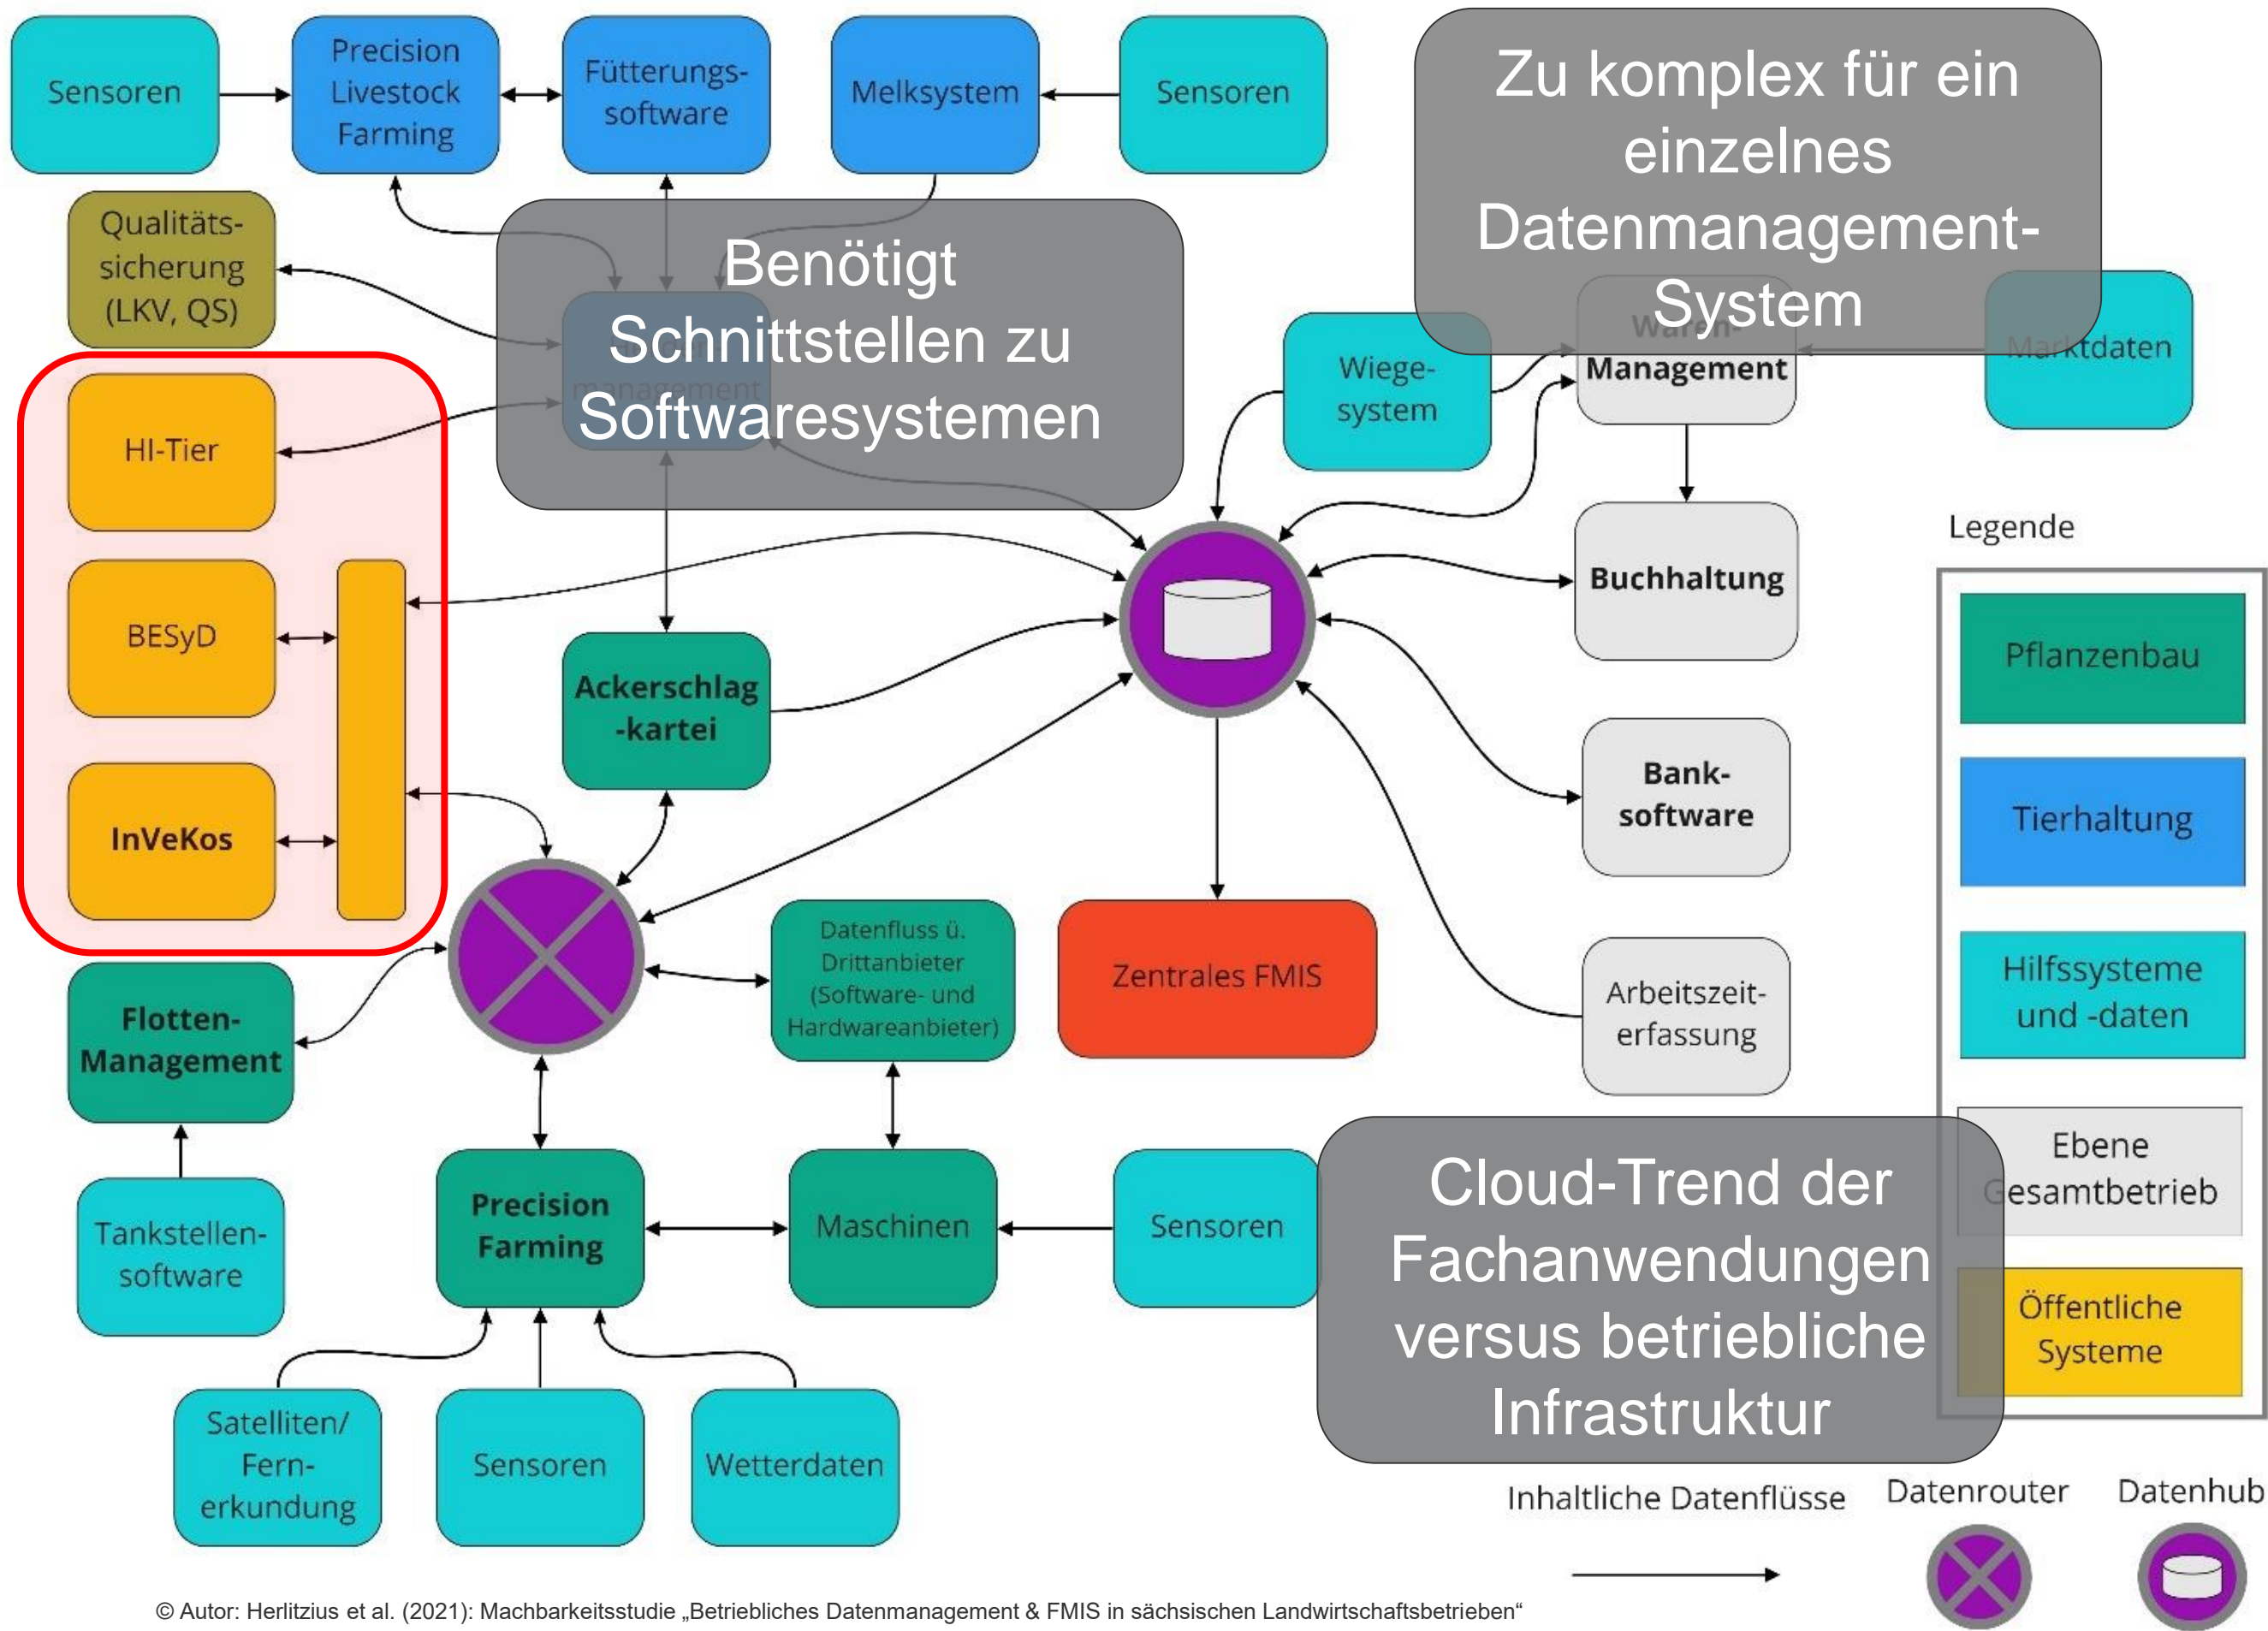 Sensoren
Precision
Livestock
Farming
Fütterungs-
software
Melksystem
Sensoren
Zu komplex für ein
einzelnes
Datenmanagement-
System
Qualitäts-
sicherung
(LKV, QS)
Benötigt
Schnittstellen zu
Softwaresystemen
management
HI-Tier
BESyD
InVeKos
Wiege-
system
Waren-
Management
Marktdaten
Buchhaltung
Bank-
software
Arbeitszeit-
erfassung
Ackerschlag
-kartei
Datenfluss ü.
Drittanbieter
(Software- und
Hardwareanbieter)
Zentrales FMIS
Flotten-
Management
Tankstellen-
software
Precision
Farming
Maschinen
Sensoren
Satelliten/
Fern-
erkundung
Sensoren
Wetterdaten
Cloud-Trend der
Fachanwendungen
versus betriebliche
Infrastruktur
Legende
Pflanzenbau
Tierhaltung
Hilfssysteme
und -daten
Ebene
Gesamtbetrieb
Öffentliche
Systeme
Inhaltliche Datenflüsse
Datenrouter
Datenhub
© Autor: Herlitzius et al. (2021): Machbarkeitsstudie „Betriebliches Datenmanagement & FMIS in sächsischen Landwirtschaftsbetrieben“